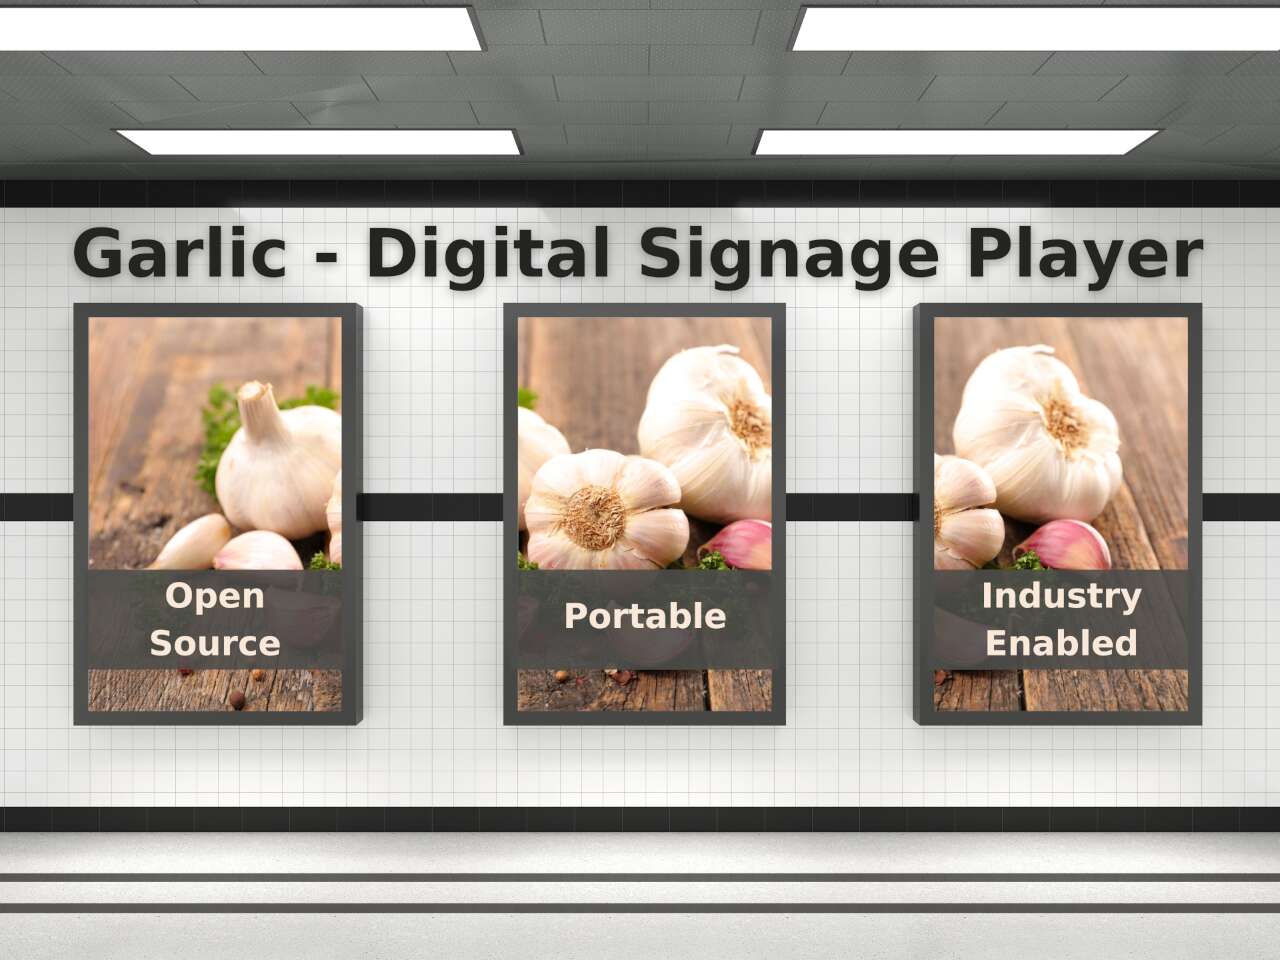 Garlic - Digital Signage Player
Open
Source
Portable
Industry
Enabled